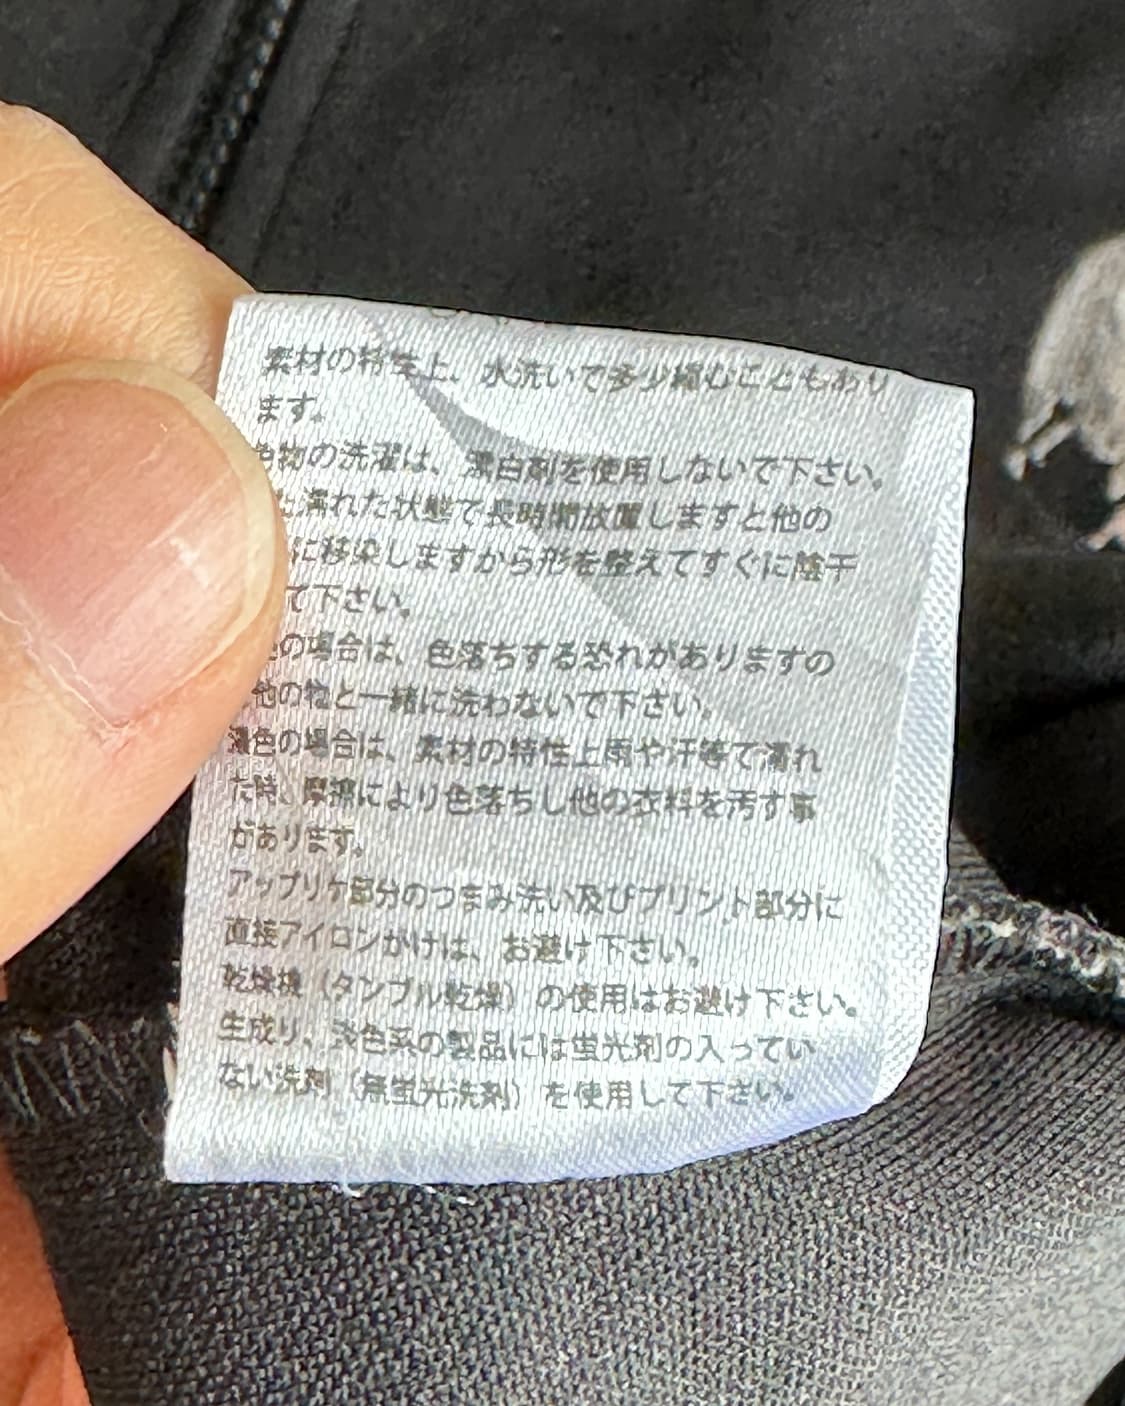 素材の特性上、水洗いで多少縮むこともあり
ます。
色物の洗濯は、漂白剤を使用しないで下さい。
濡れた状態で長時間放置しますと他の
に移染しますから形を整えてすぐに陰干
て下さい。
の場合は、色落ちする恐れがありますの
他の物と一緒に洗わないで下さい。
濃色の場合は、素材の特性上雨や汗等で濡れ
た時、摩擦により色落ちし他の衣料を汚す事
があります。
アップリケ部分のつまみ洗い及びプリント部分に
直接アイロンかけは、お避け下さい。
乾燥機（タンブル乾燥）の使用はお避け下さい。
生成り、淡色系の製品には蛍光剤の入ってい
ない洗剤（無蛍光洗剤）を使用して下さい。